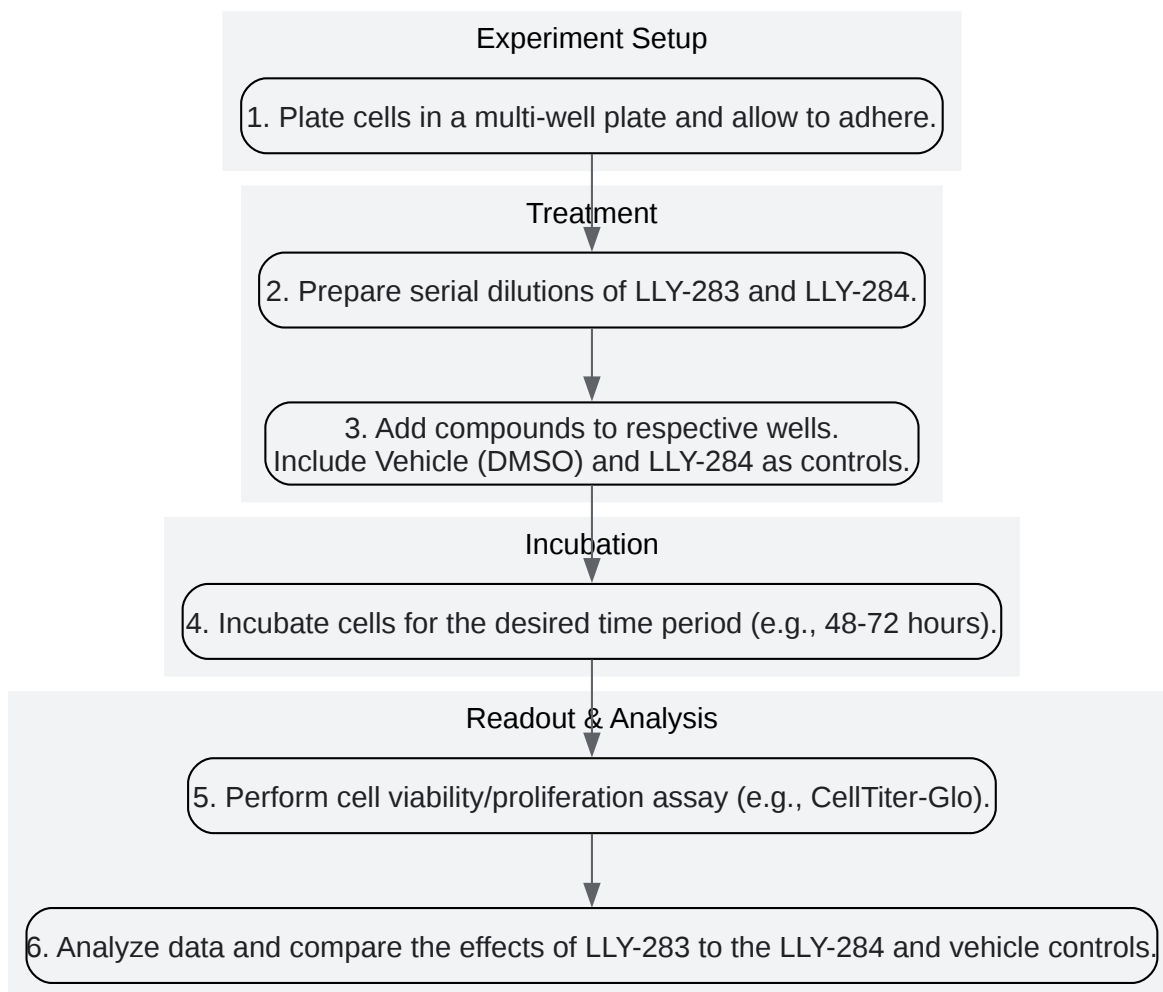 Experiment Setup
1. Plate cells in a multi-well plate and allow to adhere.
Treatment
2. Prepare serial dilutions of LLY-283 and LLY-284.
3. Add compounds to respective wells.
Include Vehicle (DMSO) and LLY-284 as controls.
Incubation
4. Incubate cells for the desired time period (e.g., 48-72 hours).
Readout & Analysis
5. Perform cell viability/proliferation assay (e.g., CellTiter-Glo).
6. Analyze data and compare the effects of LLY-283 to the LLY-284 and vehicle controls.